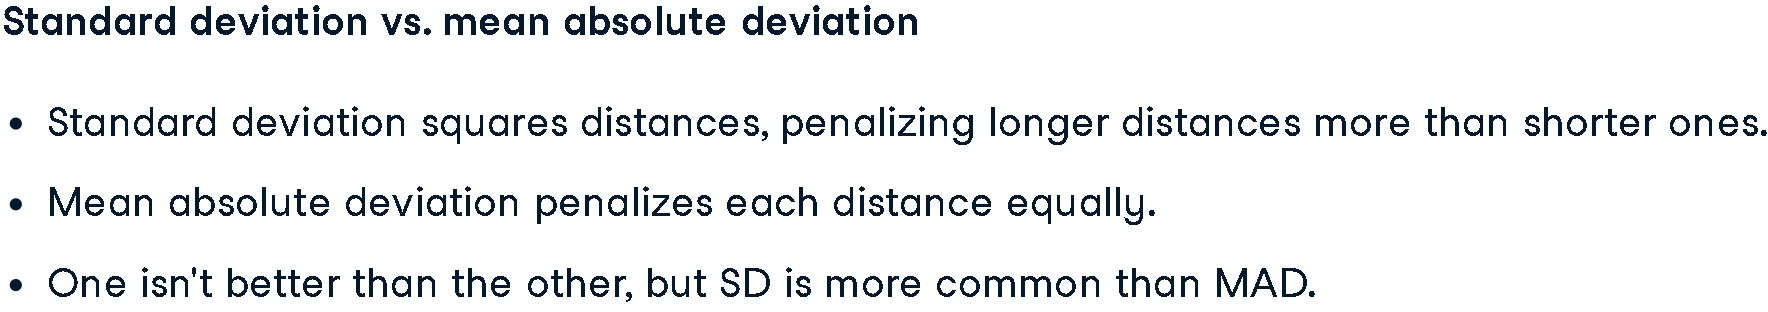 Standard deviation vs. mean absolute deviation
• Standard deviation squares distances, penalizing longer distances more than shorter ones.
• Mean absolute deviation penalizes each distance equally.
• One isn't better than the other, but SD is more common than MAD.